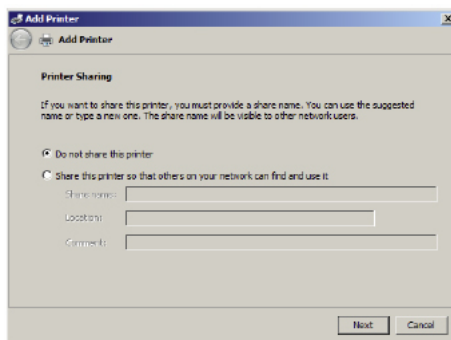 Add Printer
Add Printer
Printer Sharing
If you want to share this printer, you must provide a share name. You can use the suggested
name or type a new one. The share name will be visible to other network users.
Do not share this printer
Share this printer so that others on your network can find and use it
Share name:
Location:
Comment:
Next
Cancel